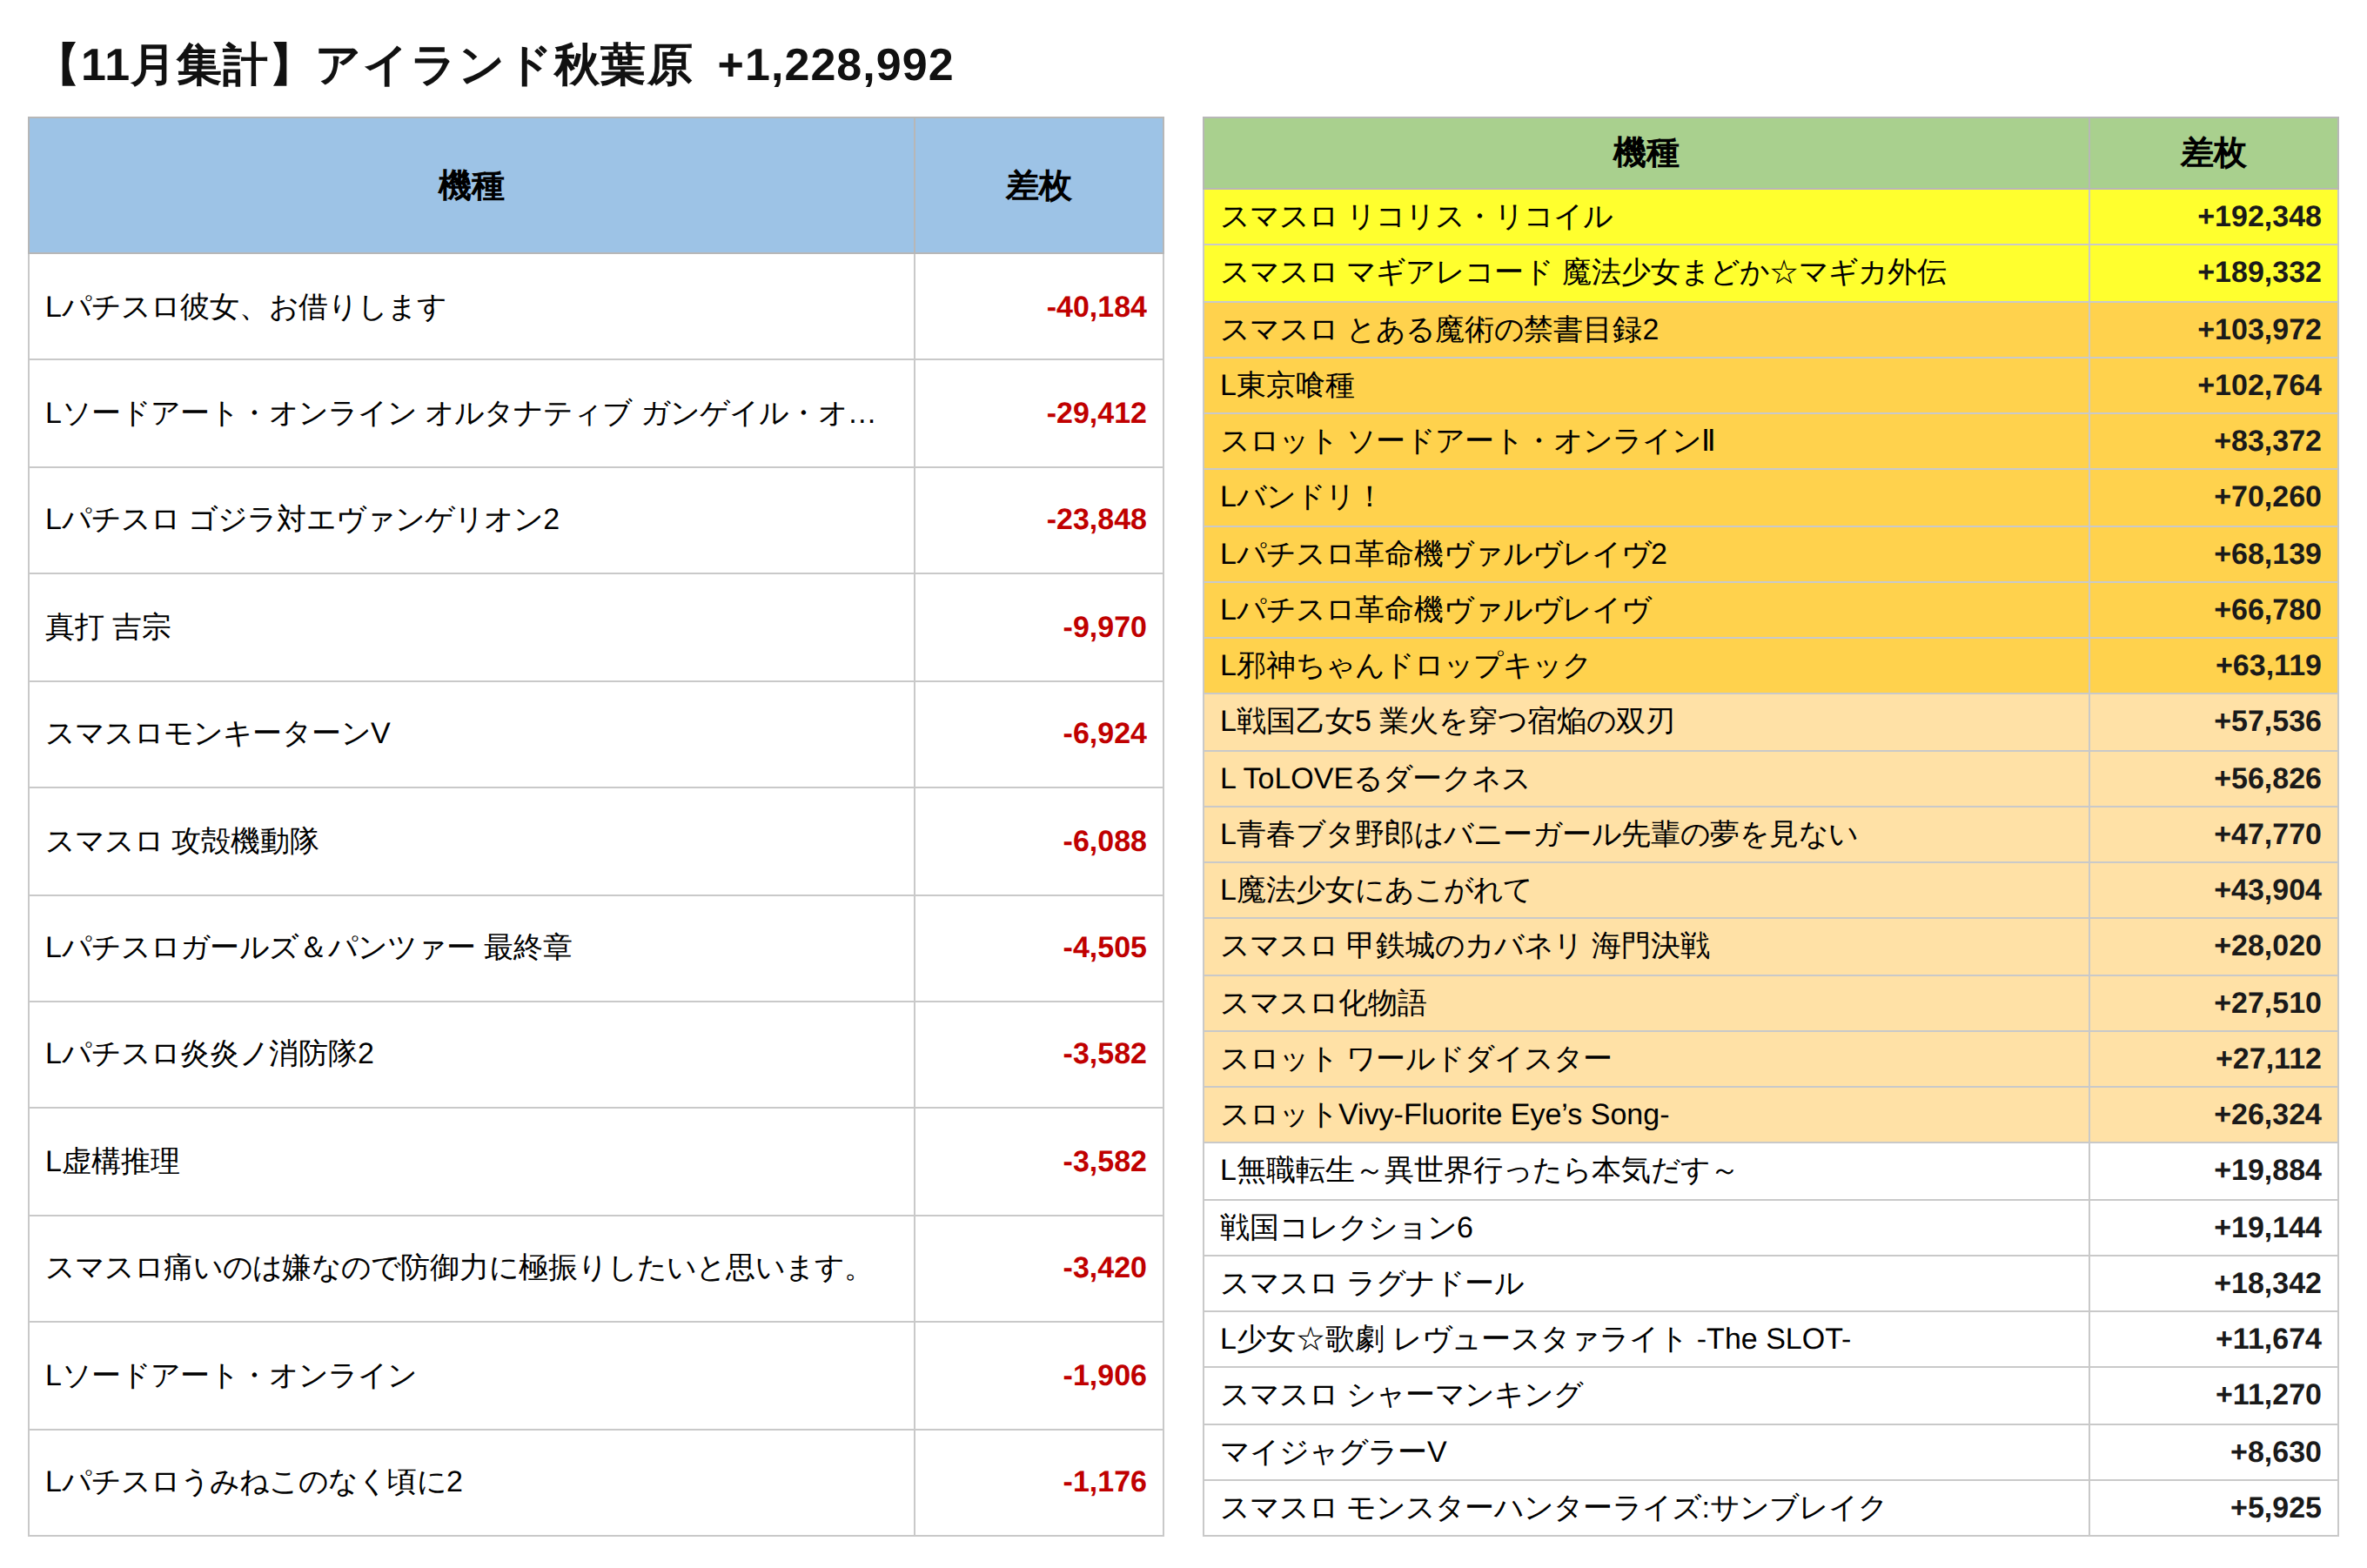 【11月集計】アイランド秋葉原 +1,228,992
機種 差枚
Lパチスロ彼女、お借りします -40,184
Lソードアート・オンライン オルタナティブ ガンゲイル・オ… -29,412
Lパチスロ ゴジラ対エヴァンゲリオン2 -23,848
真打 吉宗 -9,970
スマスロモンキーターンV -6,924
スマスロ 攻殻機動隊 -6,088
Lパチスロガールズ＆パンツァー 最終章 -4,505
Lパチスロ炎炎ノ消防隊2 -3,582
L虚構推理 -3,582
スマスロ痛いのは嫌なので防御力に極振りしたいと思います。 -3,420
Lソードアート・オンライン -1,906
Lパチスロうみねこのなく頃に2 -1,176
機種 差枚
スマスロ リコリス・リコイル +192,348
スマスロ マギアレコード 魔法少女まどか☆マギカ外伝 +189,332
スマスロ とある魔術の禁書目録2 +103,972
L東京喰種 +102,764
スロット ソードアート・オンラインⅡ +83,372
Lバンドリ！ +70,260
Lパチスロ革命機ヴァルヴレイヴ2 +68,139
Lパチスロ革命機ヴァルヴレイヴ +66,780
L邪神ちゃんドロップキック +63,119
L戦国乙女5 業火を穿つ宿焔の双刃 +57,536
L ToLOVEるダークネス +56,826
L青春ブタ野郎はバニーガール先輩の夢を見ない +47,770
L魔法少女にあこがれて +43,904
スマスロ 甲鉄城のカバネリ 海門決戦 +28,020
スマスロ化物語 +27,510
スロット ワールドダイスター +27,112
スロットVivy-Fluorite Eye’s Song- +26,324
L無職転生～異世界行ったら本気だす～ +19,884
戦国コレクション6 +19,144
スマスロ ラグナドール +18,342
L少女☆歌劇 レヴュースタァライト -The SLOT- +11,674
スマスロ シャーマンキング +11,270
マイジャグラーV +8,630
スマスロ モンスターハンターライズ:サンブレイク +5,925